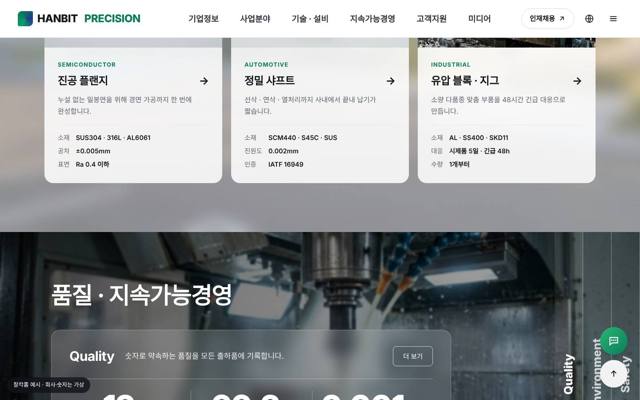 HANBIT PRECISION
기업정보
사업분야
기술 · 설비
지속가능경영
고객지원
미디어
인재채용
SEMICONDUCTOR
진공 플랜지
누설 없는 밀봉면을 위해 경면 가공까지 한 번에
완성합니다.
소재 SUS304 · 316L · AL6061
공차 ±0.005mm
표면 Ra 0.4 이하
AUTOMOTIVE
정밀 샤프트
선삭 · 연삭 · 열처리까지 사내에서 끝내 납기가
짧습니다.
소재 SCM440 · S45C · SUS
진원도 0.002mm
인증 IATF 16949
INDUSTRIAL
유압 블록 · 지그
소량 다품종 맞춤 부품을 48시간 긴급 대응으로
만듭니다.
소재 AL · SS400 · SKD11
대응 시제품 5일 · 긴급 48h
수량 1개부터
품질 · 지속가능경영
Quality
숫자로 약속하는 품질을 모든 출하품에 기록합니다.
더 보기
Quality
창작홈 예시 · 회사·숫자는 가상